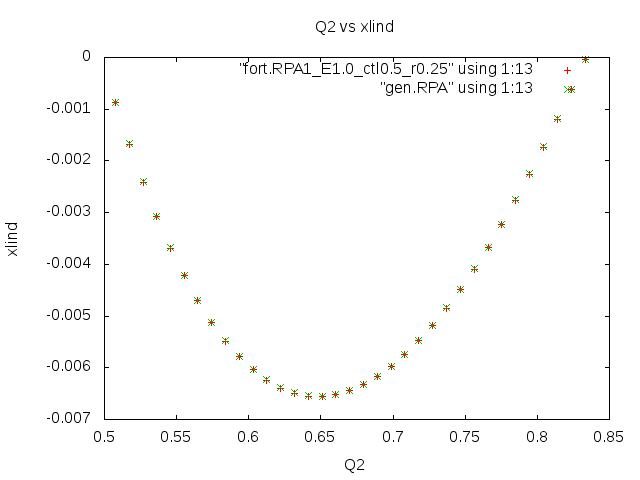 Q2 vs xlind
"fort.RPA1_E1.0_ctl0.5_r0.25" using 1:13
"gen.RPA" using 1:13
0
-0.001
-0.002
-0.003
-0.004
-0.005
-0.006
-0.007
xlind
0.5 0.55 0.6 0.65 0.7 0.75 0.8 0.85
Q2